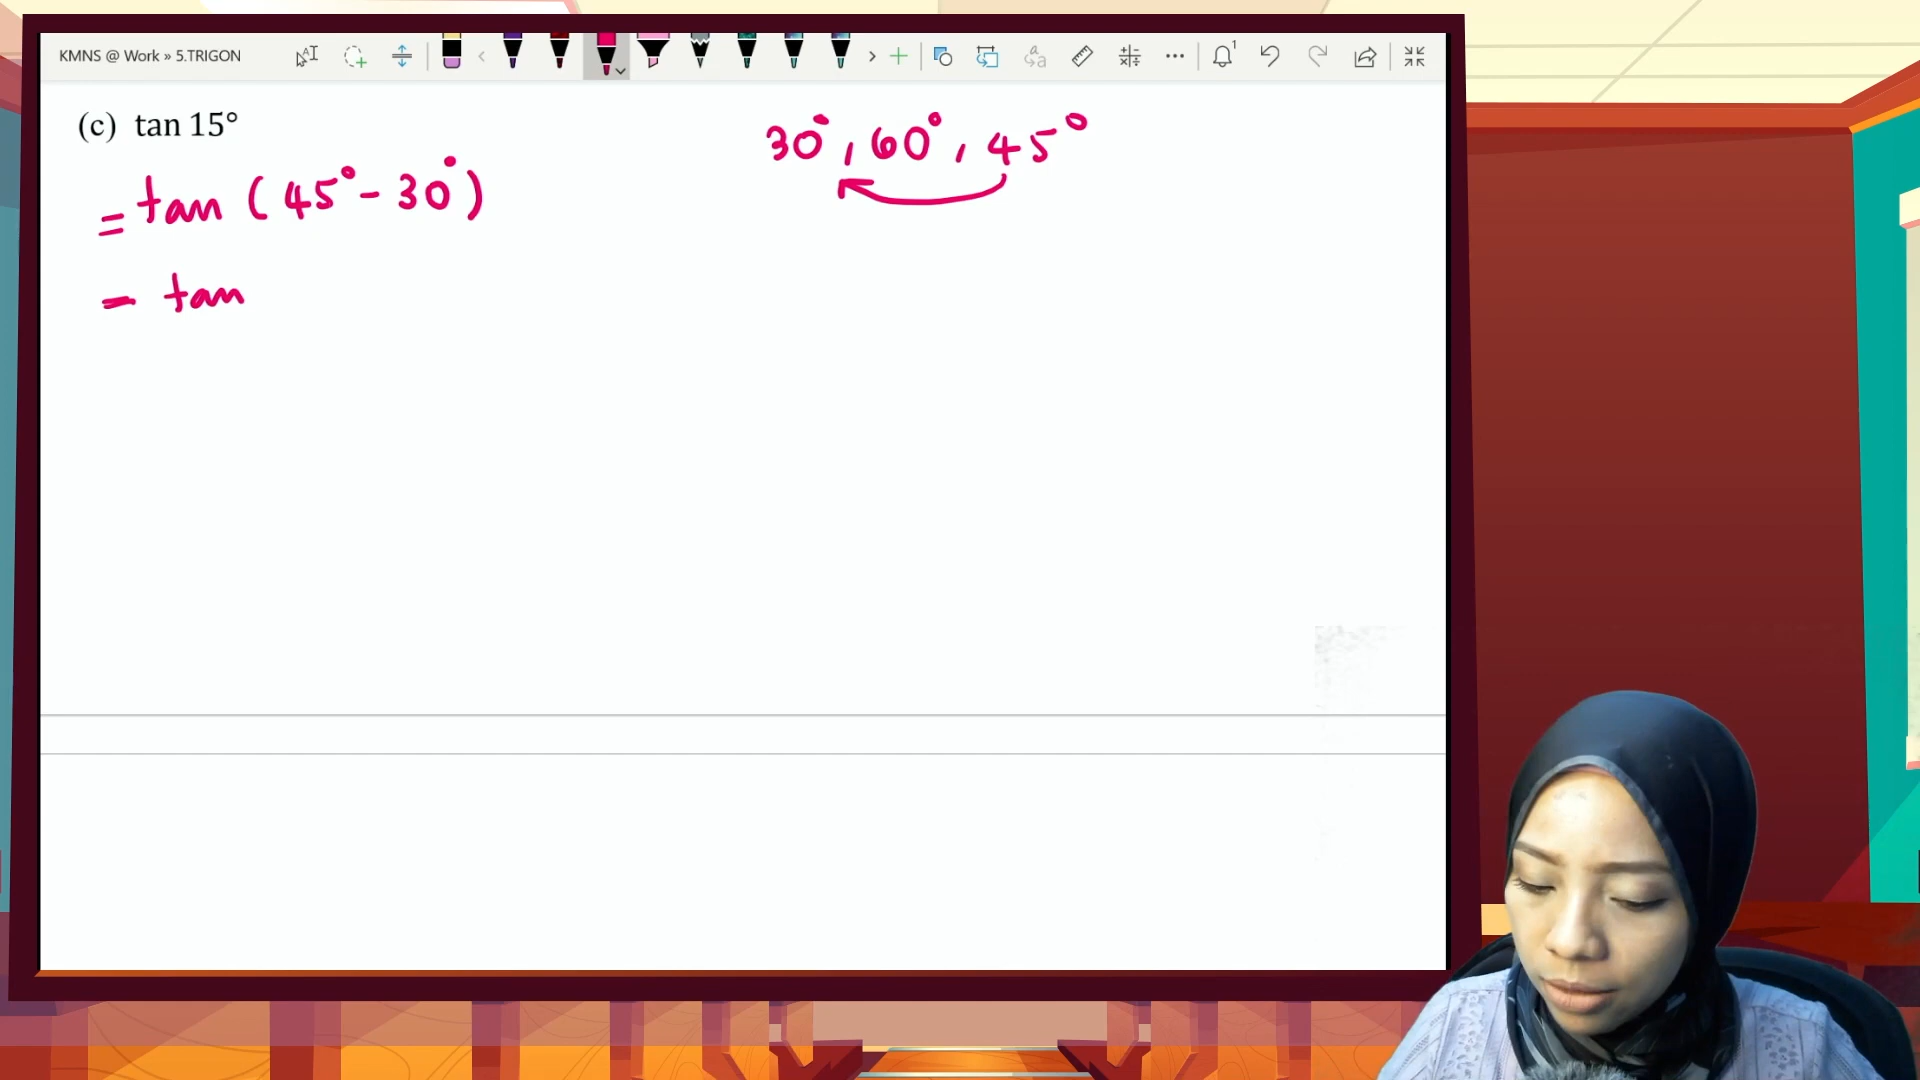 KMNS @ Work » 5.TRIGON
(c) tan 15°
30°, 60°, 45°
= tan (45° - 30°)
= tan